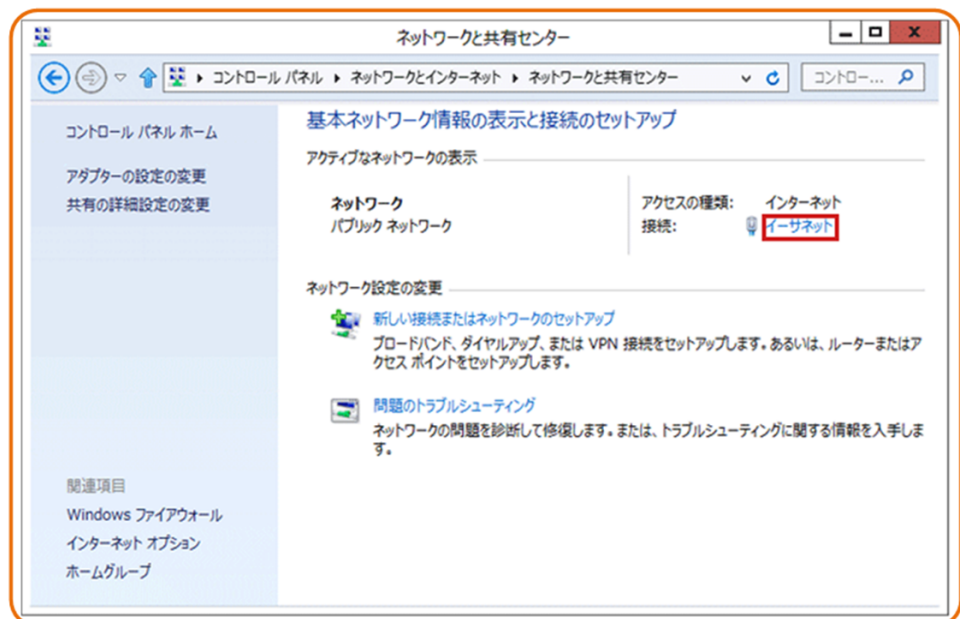 ネットワークと共有センター
コントロール パネル ▸ ネットワークとインターネット ▸ ネットワークと共有センター
コントロー...
コントロール パネル ホーム
アダプターの設定の変更
共有の詳細設定の変更
基本ネットワーク情報の表示と接続のセットアップ
アクティブなネットワークの表示
ネットワーク
パブリック ネットワーク
アクセスの種類: インターネット
接続: イーサネット
ネットワーク設定の変更
新しい接続またはネットワークのセットアップ
ブロードバンド、ダイヤルアップ、または VPN 接続をセットアップします。あるいは、ルーターまたはア
クセス ポイントをセットアップします。
問題のトラブルシューティング
ネットワークの問題を診断して修復します。または、トラブルシューティングに関する情報を入手しま
す。
関連項目
Windows ファイアウォール
インターネット オプション
ホームグループ